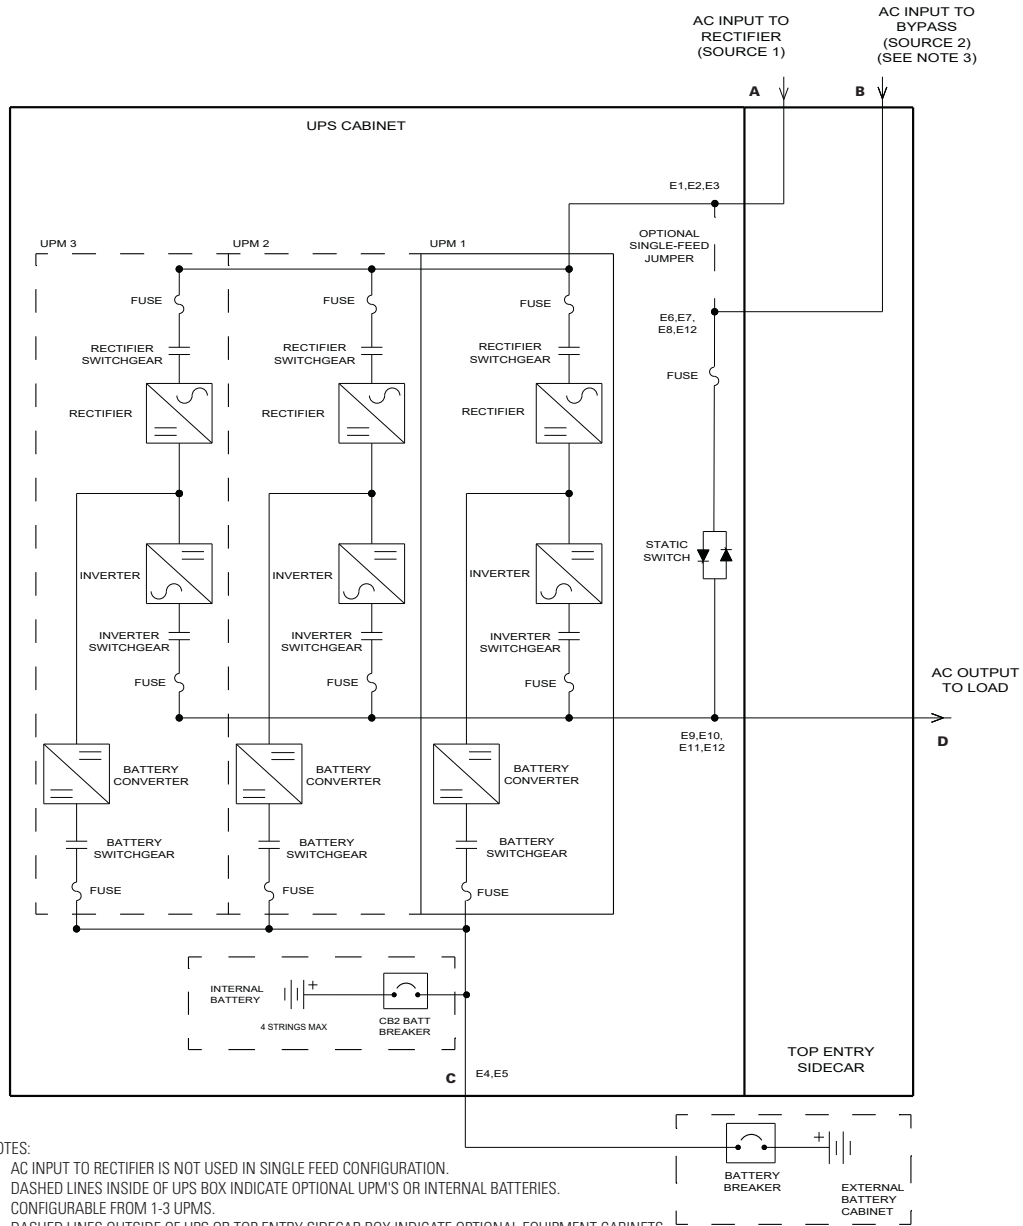 AC INPUT TO
RECTIFIER
(SOURCE 1)
AC INPUT TO
BYPASS
(SOURCE 2)
(SEE NOTE 3)
A
B
UPS CABINET
E1,E2,E3
OPTIONAL
SINGLE-FEED
JUMPER
E6,E7,
E8,E12
FUSE
STATIC
SWITCH
UPM 3
UPM 2
UPM 1
FUSE
FUSE
FUSE
RECTIFIER
SWITCHGEAR
RECTIFIER
SWITCHGEAR
RECTIFIER
SWITCHGEAR
RECTIFIER
RECTIFIER
RECTIFIER
INVERTER
INVERTER
INVERTER
INVERTER
SWITCHGEAR
INVERTER
SWITCHGEAR
INVERTER
SWITCHGEAR
FUSE
FUSE
FUSE
AC OUTPUT
TO LOAD
D
E9,E10,
E11,E12
BATTERY
CONVERTER
BATTERY
CONVERTER
BATTERY
CONVERTER
BATTERY
SWITCHGEAR
BATTERY
SWITCHGEAR
BATTERY
SWITCHGEAR
FUSE
FUSE
FUSE
INTERNAL
BATTERY
+
4 STRINGS MAX
CB2 BATT
BREAKER
C
E4,E5
TOP ENTRY
SIDECAR
+
BATTERY
BREAKER
EXTERNAL
BATTERY
CABINET
OTES:
AC INPUT TO RECTIFIER IS NOT USED IN SINGLE FEED CONFIGURATION.
DASHED LINES INSIDE OF UPS BOX INDICATE OPTIONAL UPM'S OR INTERNAL BATTERIES.
CONFIGURABLE FROM 1-3 UPMS.
DASHED LINES OUTSIDE OF UPS OR TOP ENTRY SIDECAR BOX INDICATE OPTIONAL EQUIPMENT CABINETS